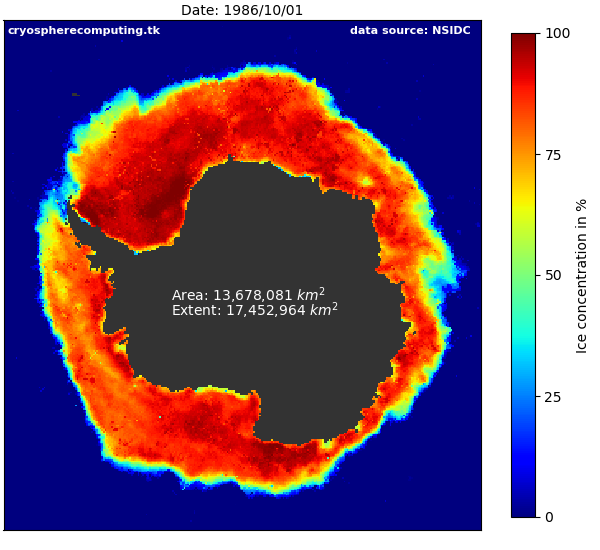 Date: 1986/10/01
cryospherecomputing.tk
data source: NSIDC
Area: 13,678,081 km²
Extent: 17,452,964 km²
100
75
50
25
0
Ice concentration in %